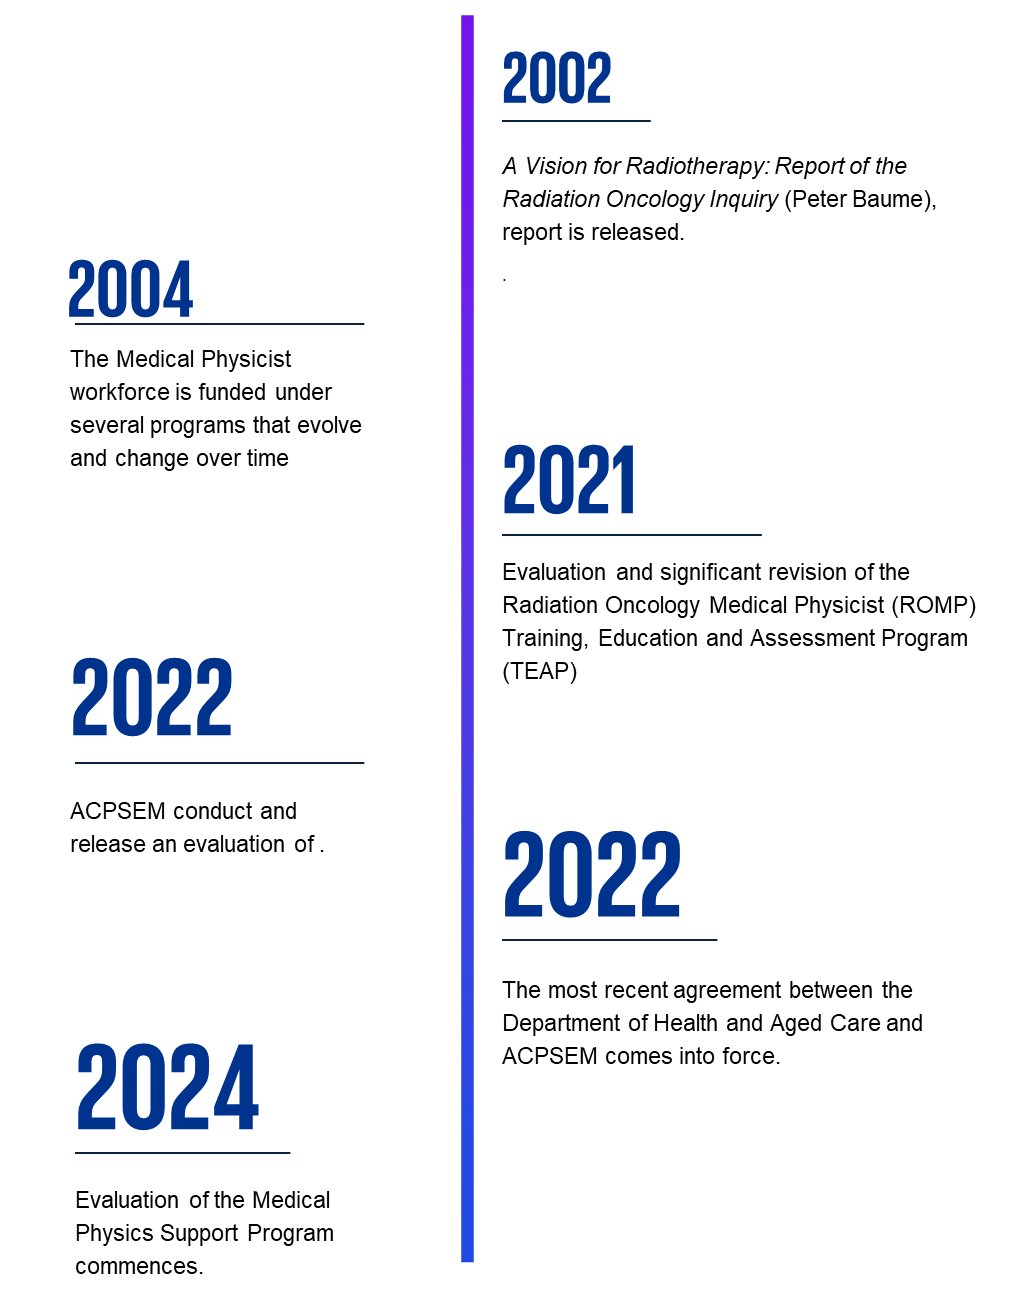 2002
A Vision for Radiotherapy: Report of the
Radiation Oncology Inquiry (Peter Baume),
report is released.
.
2004
The Medical Physicist
workforce is funded under
several programs that evolve
and change over time
2021
Evaluation and significant revision of the
Radiation Oncology Medical Physicist (ROMP)
Training, Education and Assessment Program
(TEAP)
2022
ACPSEM conduct and
release an evaluation of .
2022
The most recent agreement between the
Department of Health and Aged Care and
ACPSEM comes into force.
2024
Evaluation of the Medical
Physics Support Program
commences.